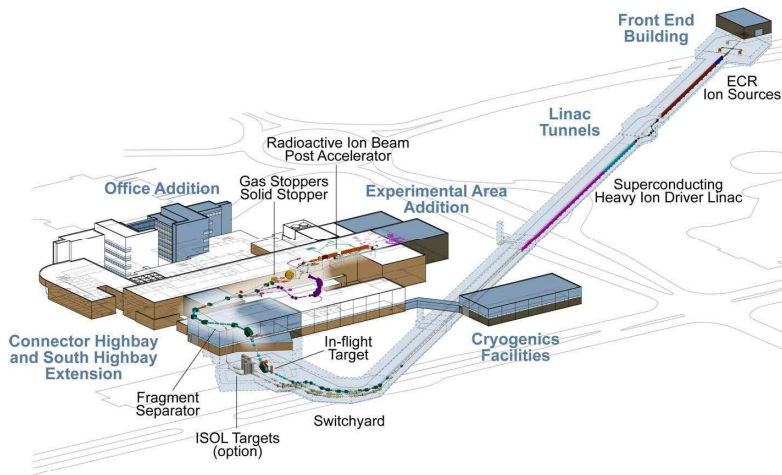 Front End
Building
ECR
Ion Sources
Linac
Tunnels
Radioactive Ion Beam
Post Accelerator
Gas Stoppers
Solid Stopper
Office Addition
Experimental Area
Addition
Superconducting
Heavy Ion Driver Linac
Connector Highbay
and South Highbay
Extension
In-flight
Target
Cryogenics
Facilities
Fragment
Separator
Switchyard
ISOL Targets
(option)